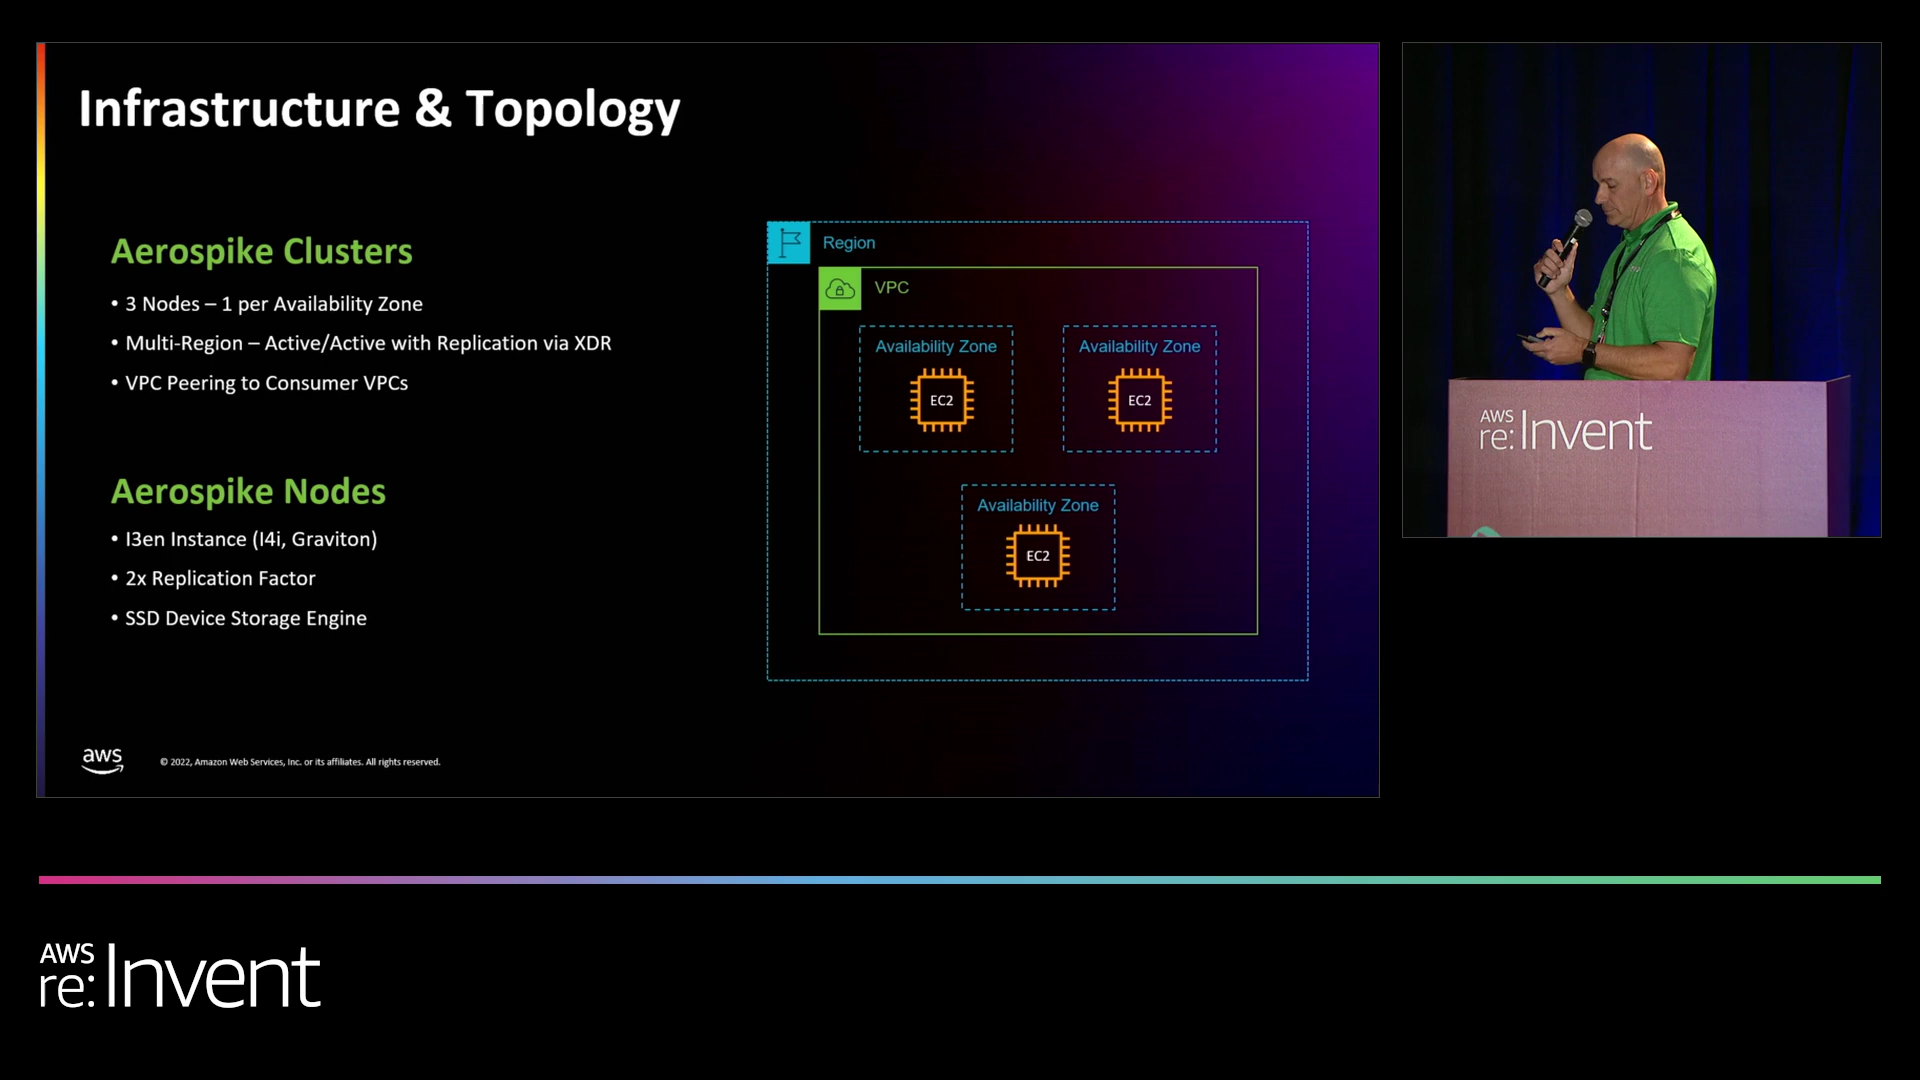 Infrastructure & Topology
Aerospike Clusters
• 3 Nodes – 1 per Availability Zone
• Multi-Region – Active/Active with Replication via XDR
• VPC Peering to Consumer VPCs
Aerospike Nodes
• I3en Instance (I4i, Graviton)
• 2x Replication Factor
• SSD Device Storage Engine
Region
VPC
Availability Zone
EC2
Availability Zone
EC2
Availability Zone
EC2
aws
© 2022, Amazon Web Services, Inc. or its affiliates. All rights reserved.
AWS
re:Invent
AWS
re:Invent